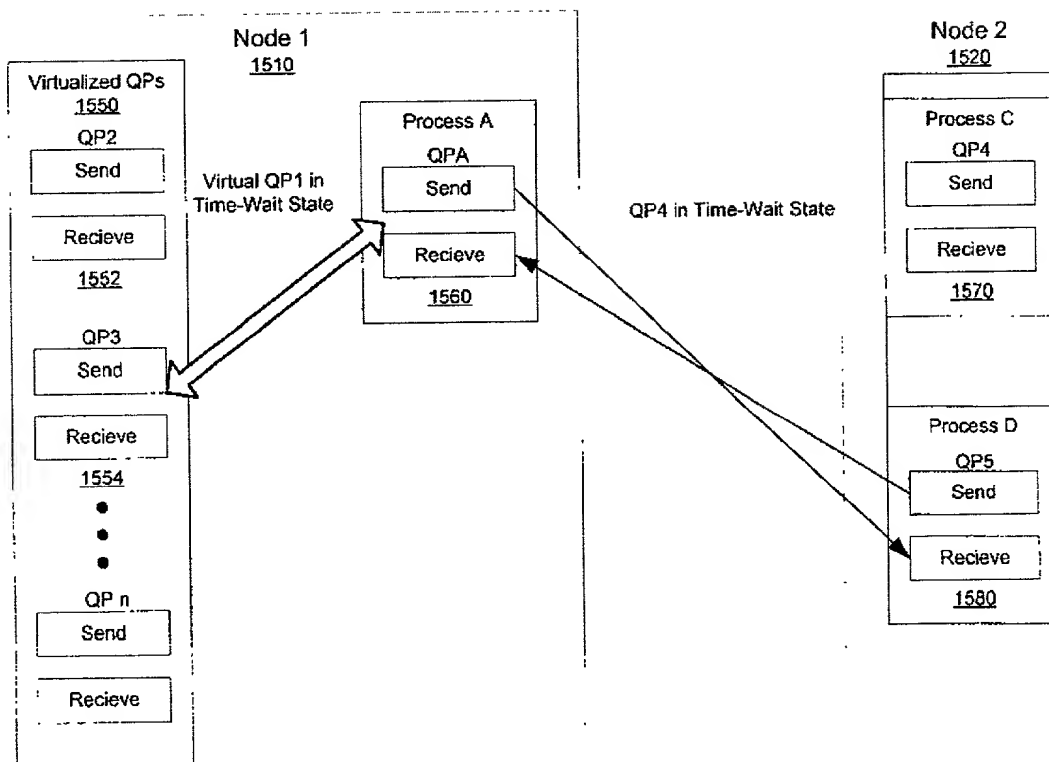 Node 1
1510
Virtualized QPs
1550
QP2
Send
Recieve
1552
QP3
Send
Recieve
1554
QP n
Send
Recieve
Virtual QP1 in
Time-Wait State
Process A
QPA
Send
Recieve
1560
QP4 in Time-Wait State
Node 2
1520
Process C
QP4
Send
Recieve
1570
Process D
QP5
Send
Recieve
1580